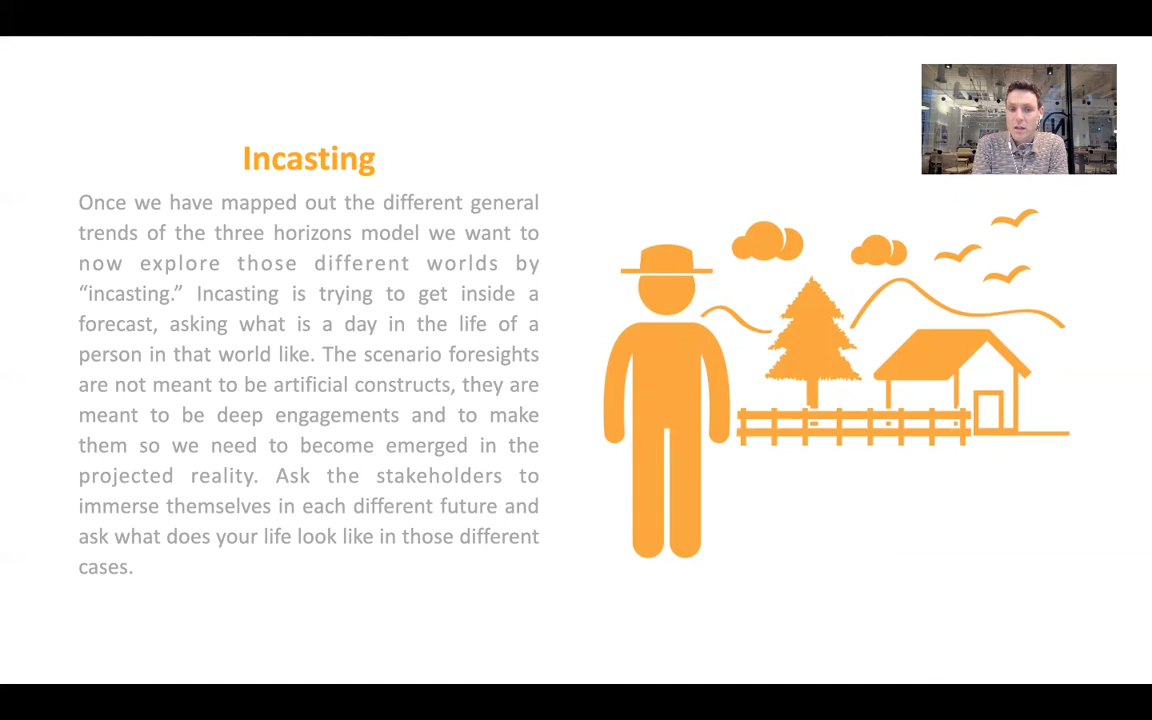 Incasting
Once we have mapped out the different general
trends of the three horizons model we want to
now explore those different worlds by
“incasting.” Incasting is trying to get inside a
forecast, asking what is a day in the life of a
person in that world like. The scenario foresights
are not meant to be artificial constructs, they are
meant to be deep engagements and to make
them so we need to become emerged in the
projected reality. Ask the stakeholders to
immerse themselves in each different future and
ask what does your life look like in those different
cases.